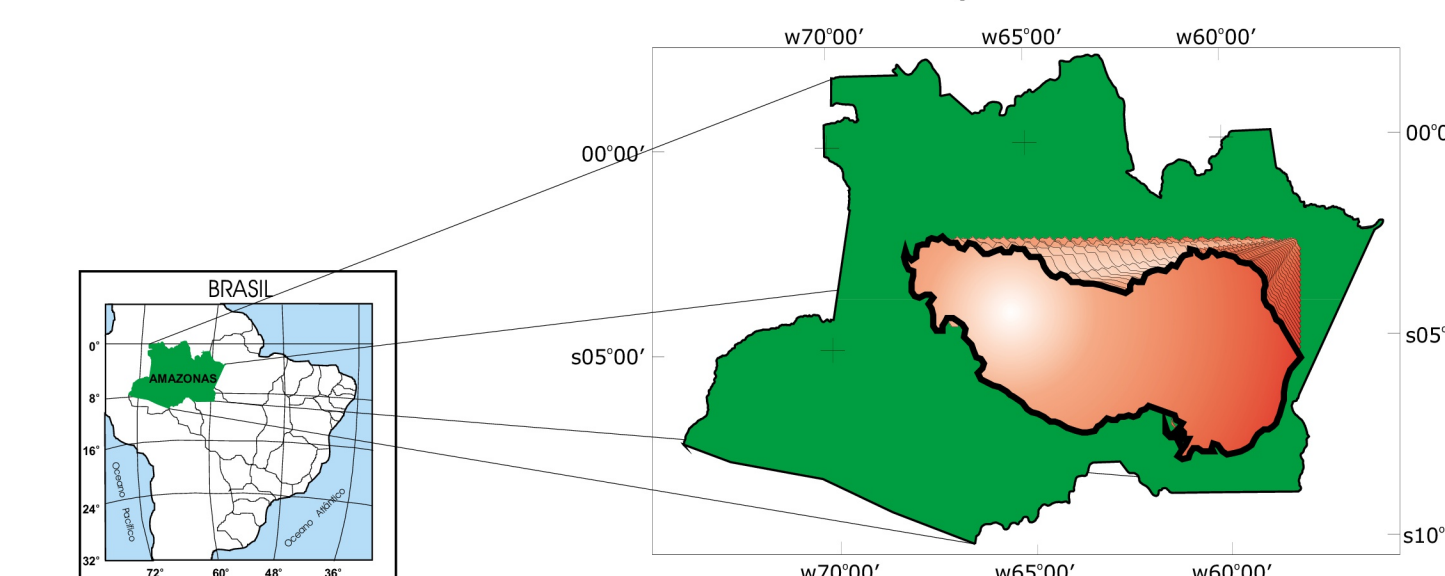 w70°00′ w65°00′ w60°00′
00°00′
00°0
BRASIL
0°
AMAZONAS
8°
16°
24°
32°
Oceano
Pacífico
Oceano Atlântico
72° 60° 48° 36°
s05°00′
s05°
s10°
w70°00′ w65°00′ w60°00′